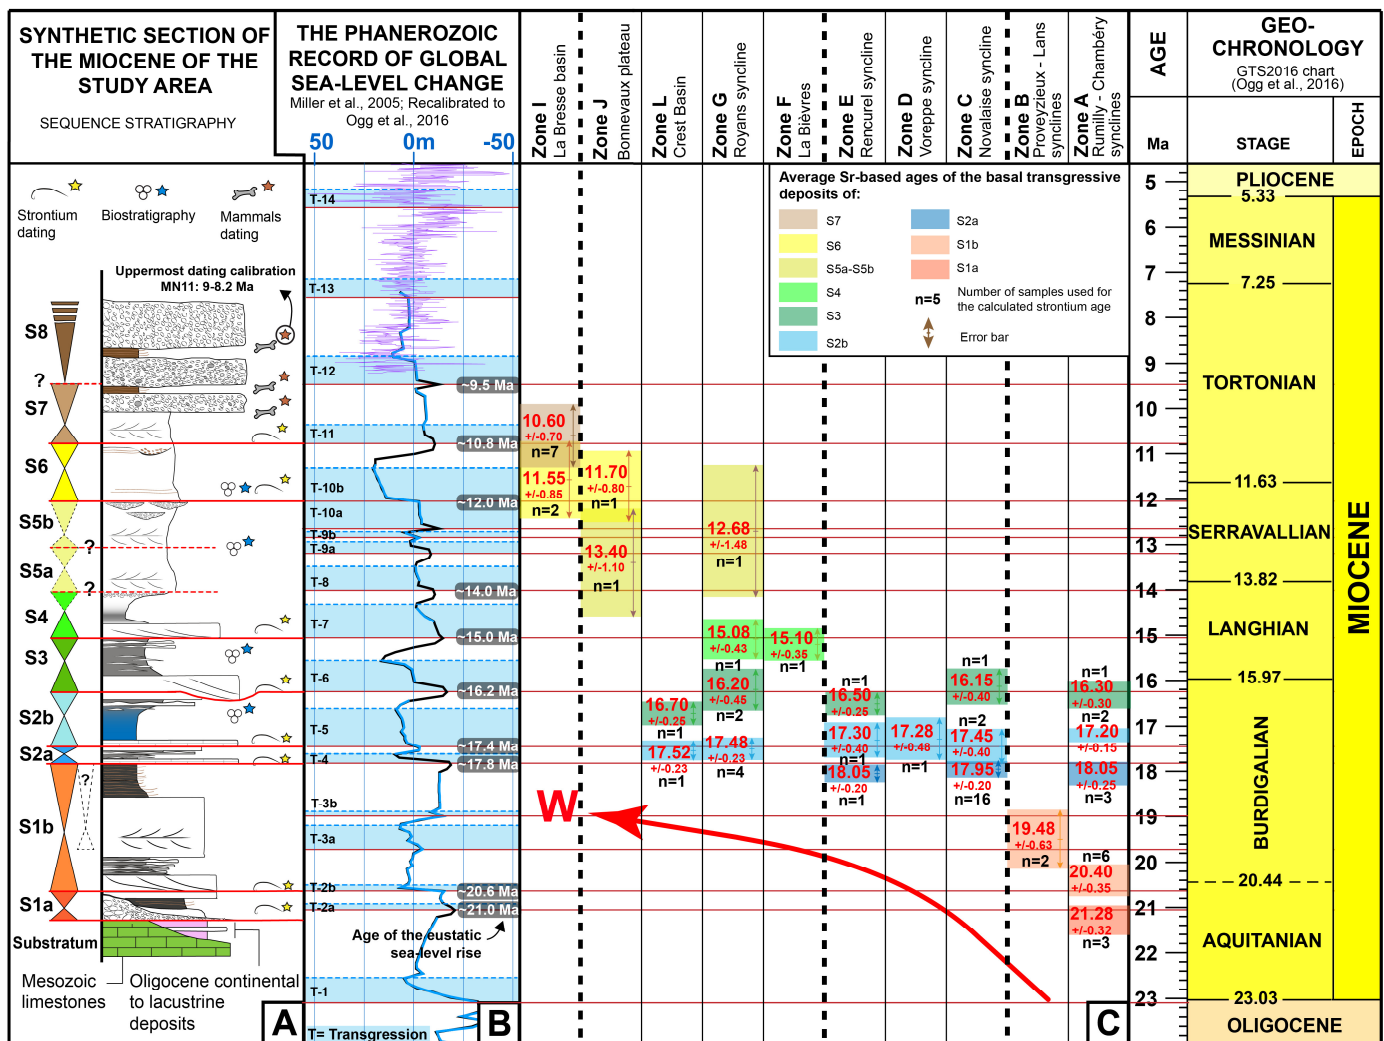 SYNTHETIC SECTION OF
THE MIOCENE OF THE
STUDY AREA
SEQUENCE STRATIGRAPHY
THE PHANEROZOIC
RECORD OF GLOBAL
SEA-LEVEL CHANGE
Miller et al., 2005; Recalibrated to
Ogg et al., 2016
50 0m -50
Zone I
La Bresse basin
Zone J
Bonnevaux plateau
Zone L
Crest Basin
Zone G
Royans syncline
Zone F
La Bièvres
Zone E
Rencurel syncline
Zone D
Voreppe syncline
Zone C
Novalaise syncline
Zone B
Proveyzieux - Lans
synclines
Zone A
Rumilly - Chambéry
synclines
AGE
Ma
GEO-
CHRONOLOGY
GTS2016 chart
(Ogg et al., 2016)
STAGE
EPOCH
Strontium
dating
Biostratigraphy
Mammals
dating
Uppermost dating calibration
MN11: 9-8.2 Ma
S8
?
S7
S6
S5b
?
S5a
?
S4
S3
S2b
S2a
?
S1b
S1a
Substratum
Mesozoic
limestones
Oligocene continental
to lacustrine
deposits
A
T-14
T-13
T-12
~9.5 Ma
T-11
~10.8 Ma
T-10b
~12.0 Ma
T-10a
T-9b
T-9a
T-8
~14.0 Ma
T-7
~15.0 Ma
T-6
~16.2 Ma
T-5
~17.4 Ma
T-4
~17.8 Ma
T-3b
T-3a
T-2b
~20.6 Ma
T-2a
~21.0 Ma
Age of the eustatic
sea-level rise
T-1
T= Transgression
B
Average Sr-based ages of the basal transgressive
deposits of:
S7
S6
S5a-S5b
S4
S3
S2b
S2a
S1b
S1a
n=5
Number of samples used for
the calculated strontium age
Error bar
10.60
+/-0.70
n=7
11.55
+/-0.85
n=2
11.70
+/-0.80
n=1
13.40
+/-1.10
n=1
16.70
+/-0.25
n=1
17.52
+/-0.23
n=1
12.68
+/-1.48
n=1
15.08
+/-0.43
n=1
16.20
+/-0.45
n=2
17.48
+/-0.23
n=4
15.10
+/-0.35
n=1
n=1
16.50
+/-0.25
17.30
+/-0.40
n=1
18.05
+/-0.20
n=1
17.28
+/-0.48
n=1
n=1
16.15
+/-0.40
n=2
17.45
+/-0.40
17.95
+/-0.20
n=16
19.48
+/-0.63
n=2
n=1
16.30
+/-0.30
n=2
17.20
+/-0.15
18.05
+/-0.25
n=3
n=6
20.40
+/-0.35
21.28
+/-0.32
n=3
W
C
5
6
7
8
9
10
11
12
13
14
15
16
17
18
19
20
21
22
23
PLIOCENE
5.33
MESSINIAN
7.25
TORTONIAN
11.63
SERRAVALLIAN
13.82
LANGHIAN
15.97
BURDIGALIAN
20.44
AQUITANIAN
23.03
OLIGOCENE
MIOCENE